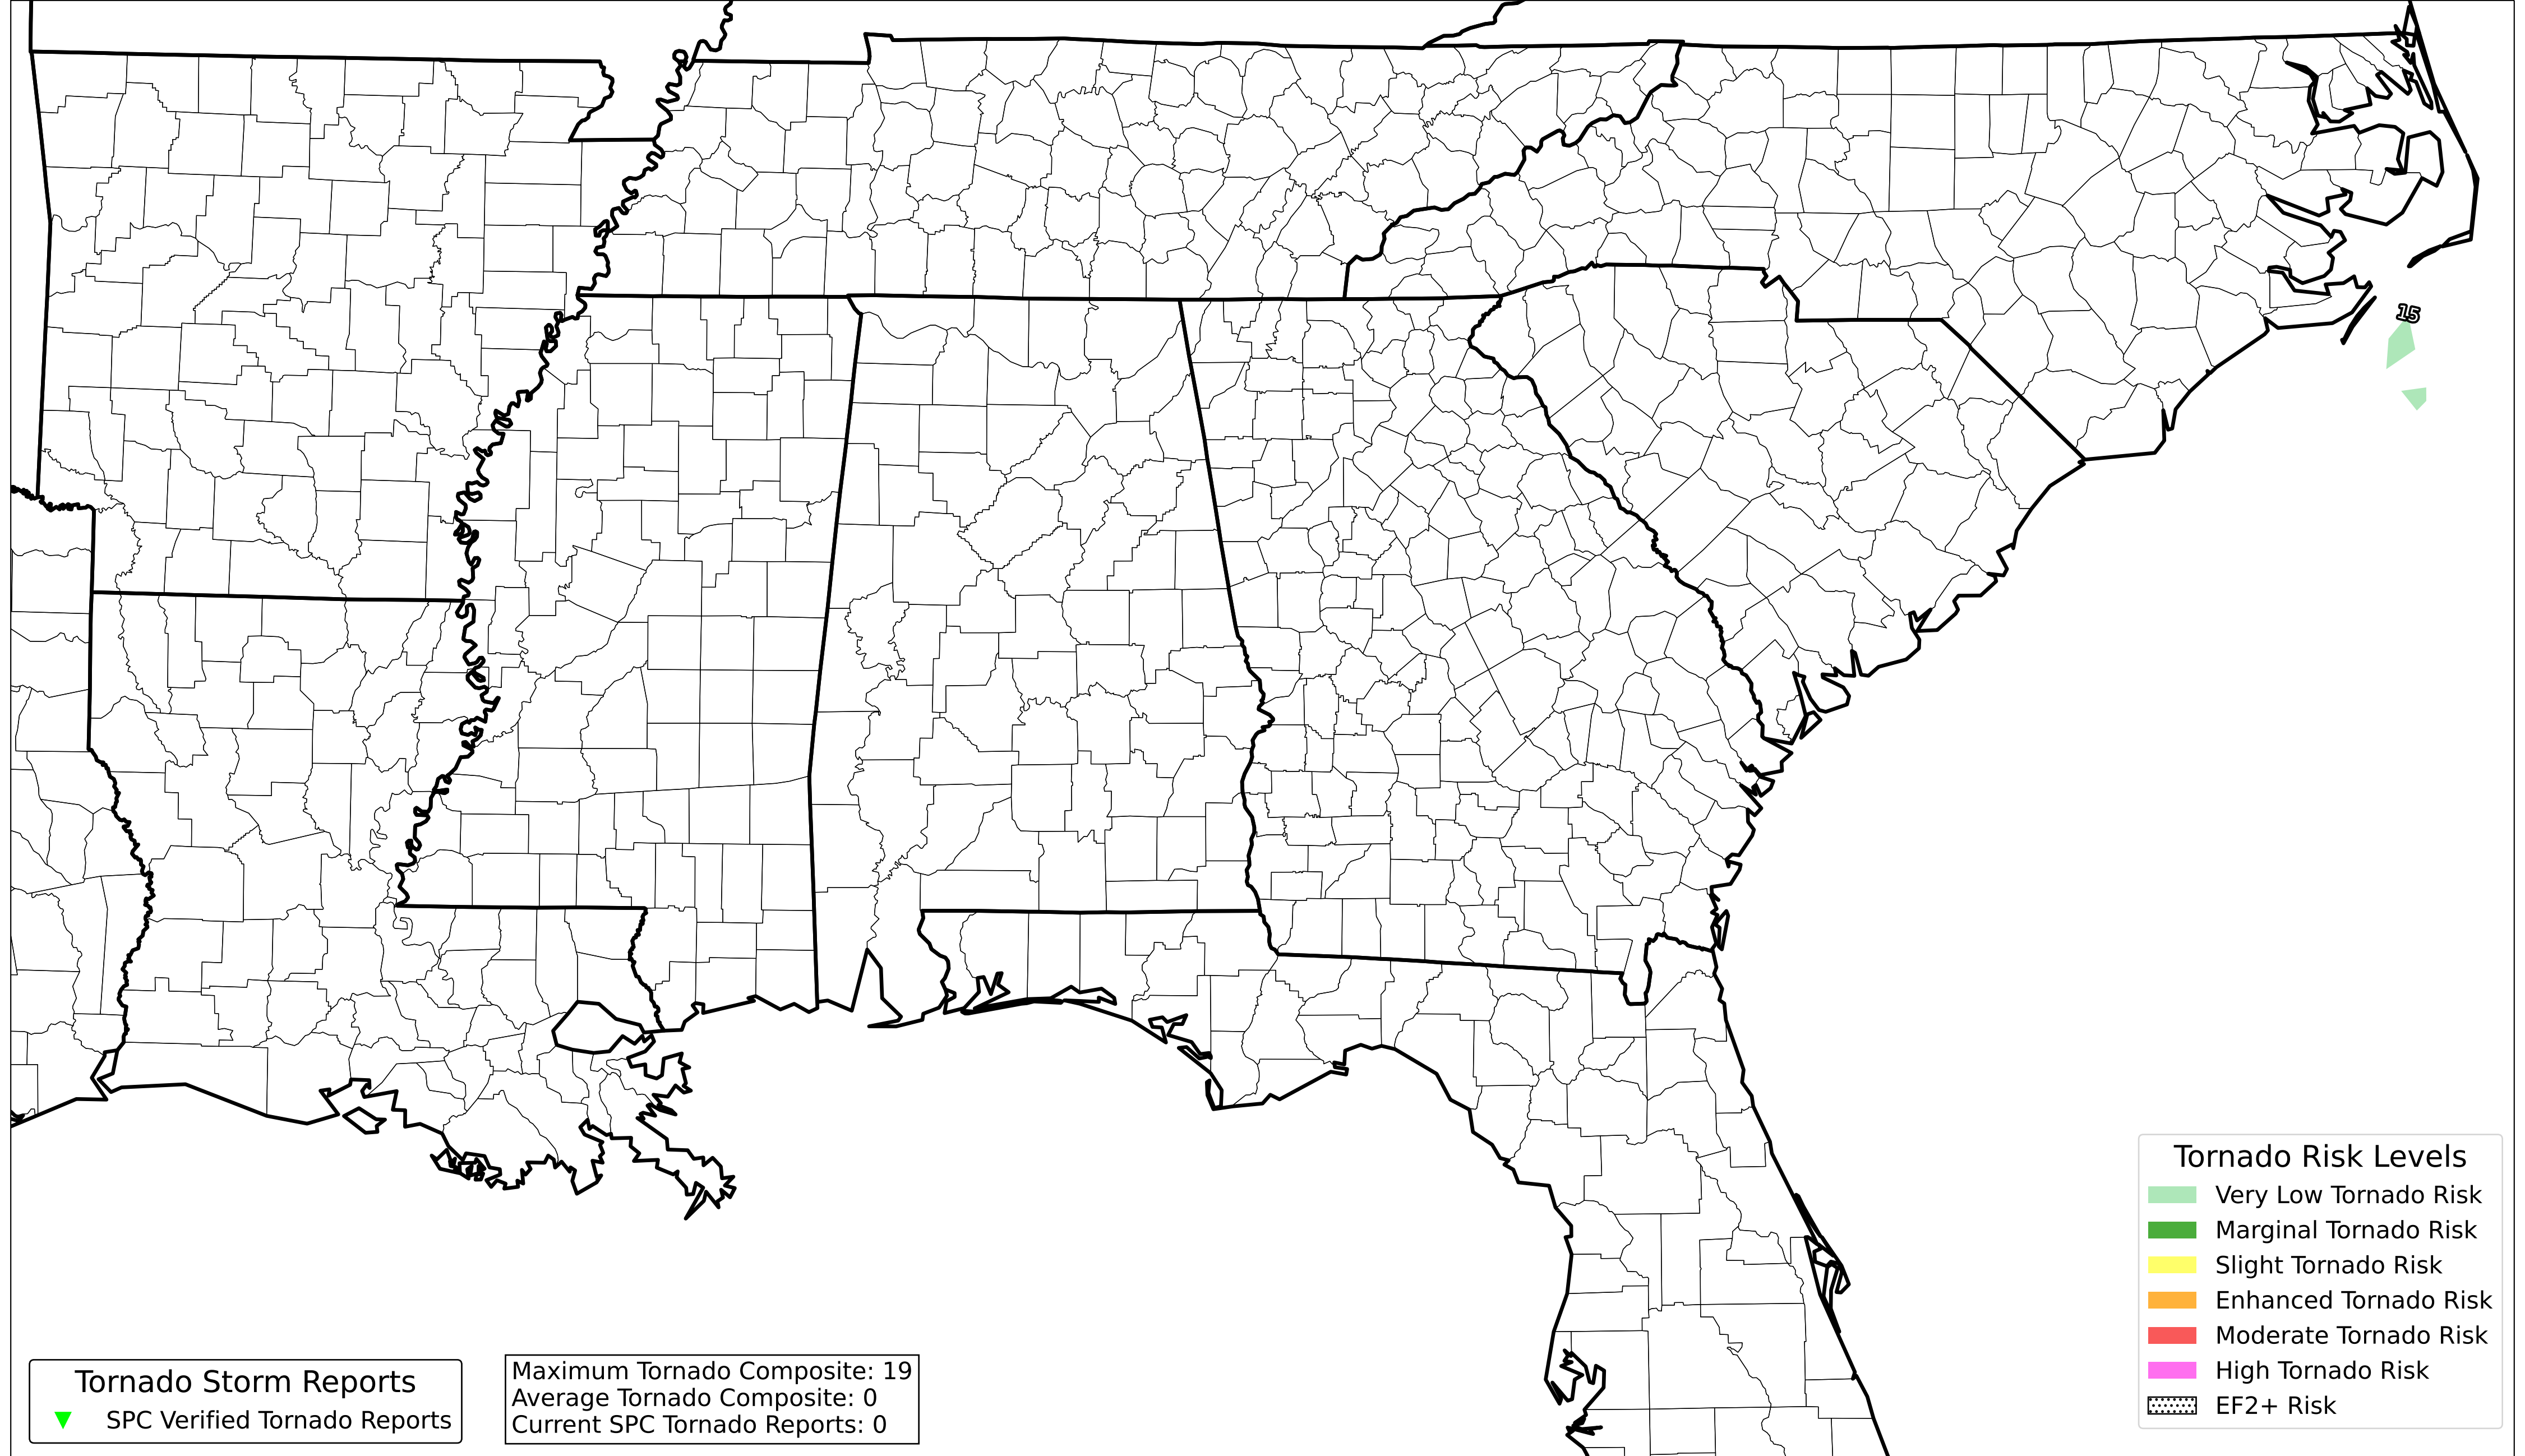 15
Tornado Risk Levels
Very Low Tornado Risk
Marginal Tornado Risk
Slight Tornado Risk
Enhanced Tornado Risk
Moderate Tornado Risk
High Tornado Risk
EF2+ Risk
Tornado Storm Reports
SPC Verified Tornado Reports
Maximum Tornado Composite: 19
Average Tornado Composite: 0
Current SPC Tornado Reports: 0